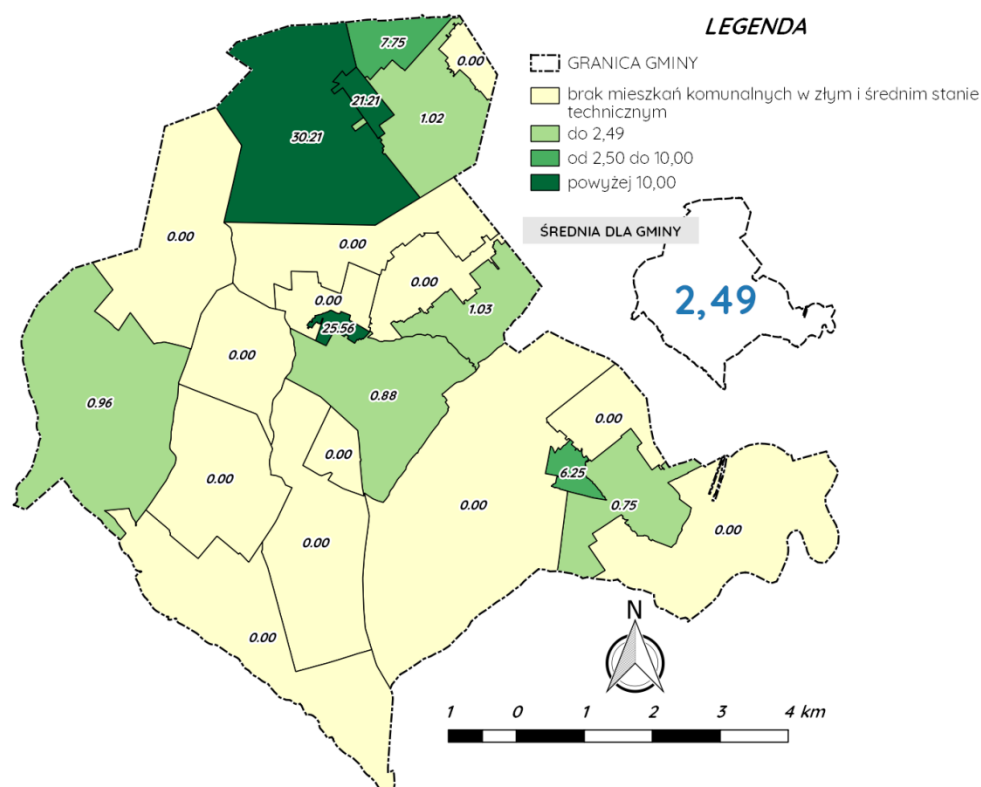 LEGENDA
GRANICA GMINY
brak mieszkań komunalnych w złym i średnim stanie
technicznym
do 2,49
od 2,50 do 10,00
powyżej 10,00
ŚREDNIA DLA GMINY
2,49
7.75
0.00
21.21
1.02
30.21
0.00
0.00
0.00
0.00
1.03
25.56
0.00
0.88
0.96
0.00
0.00
0.00
6.25
0.00
0.75
0.00
0.00
0.00
N
1 0 1 2 3 4 km